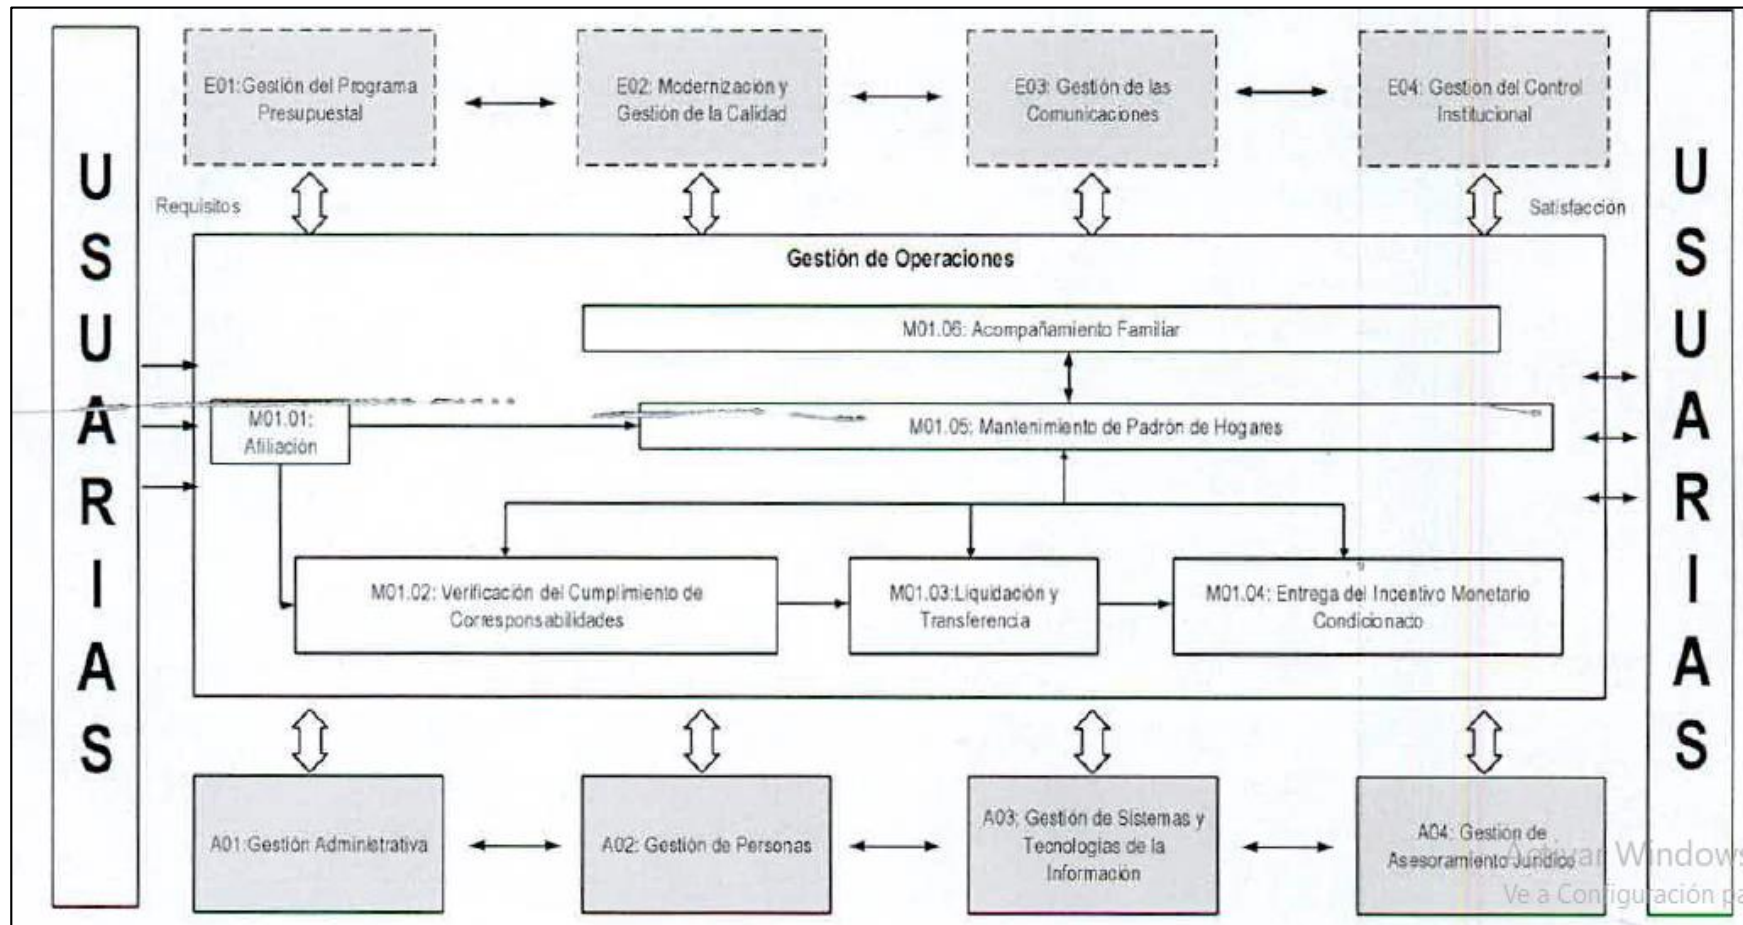 USUARIAS
E01:Gestión del Programa
Presupuestal
E02: Modernización y
Gestión de la Calidad
E03: Gestión de las
Comunicaciones
E04: Gestión del Control
Institucional
Requisitos
Satisfacción
Gestión de Operaciones
M01.06: Acompañamiento Familiar
M01.01:
Afiliación
M01.05: Mantenimiento de Padrón de Hogares
M01.02: Verificación del Cumplimiento de
Corresponsabilidades
M01.03:Liquidación y
Transferencia
M01.04: Entrega del Incentivo Monetario
Condicionado
A01:Gestión Administrativa
A02: Gestión de Personas
A03: Gestión de Sistemas y
Tecnologías de la
Información
A04: Gestión de
Asesoramiento Jurídico
USUARIAS
Activar Windows
Ve a Configuración pa